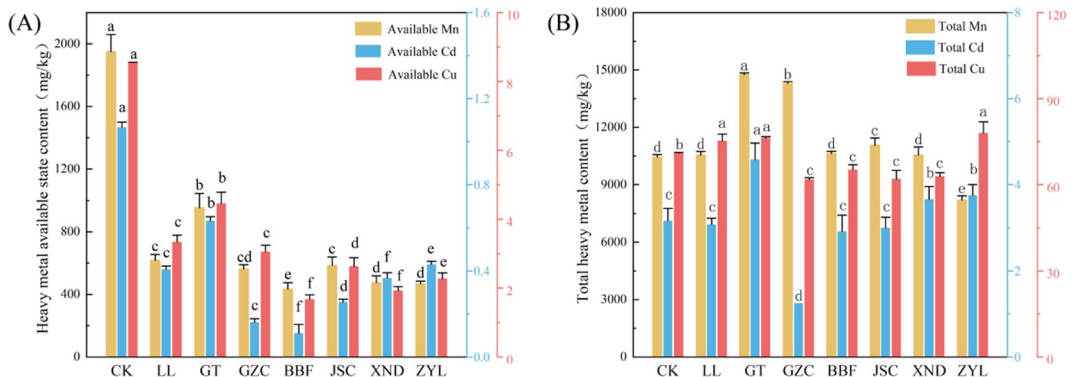 (A)
Heavy metal available state content（mg/kg）
2000
1600
1200
800
400
0
Available Mn
Available Cd
Available Cu
1.6
1.2
0.8
0.4
0.0
10
8
6
4
2
0
a a a
c c c
b b b
cd c c
e f f
c d c
d f f
d e e
CK LL GT GZC BBF JSC XND ZYL
(B)
Total heavy metal content（mg/kg）
18000
15000
12000
9000
6000
3000
0
Total Mn
Total Cd
Total Cu
8
6
4
2
0
120
90
60
30
0
d c d
d c a
a a a
b d c
d c b
c c c
d b c
e b a
CK LL GT GZC BBF JSC XND ZYL